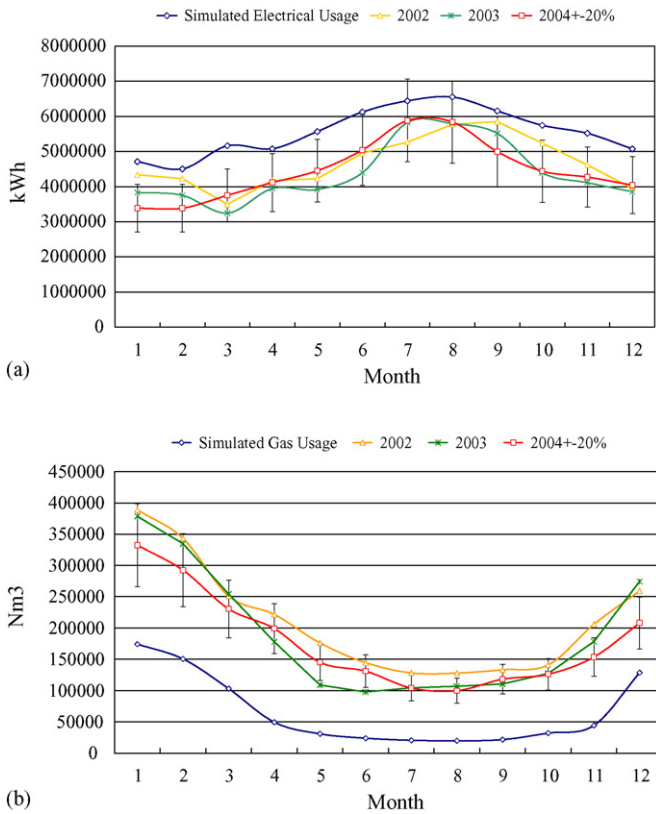 Simulated Electrical Usage 2002 2003 2004+-20%
8000000
7000000
6000000
5000000
4000000
3000000
2000000
1000000
0
kWh
1 2 3 4 5 6 7 8 9 10 11 12
Month
(a)
Simulated Gas Usage 2002 2003 2004+-20%
450000
400000
350000
300000
250000
200000
150000
100000
50000
0
Nm3
1 2 3 4 5 6 7 8 9 10 11 12
Month
(b)